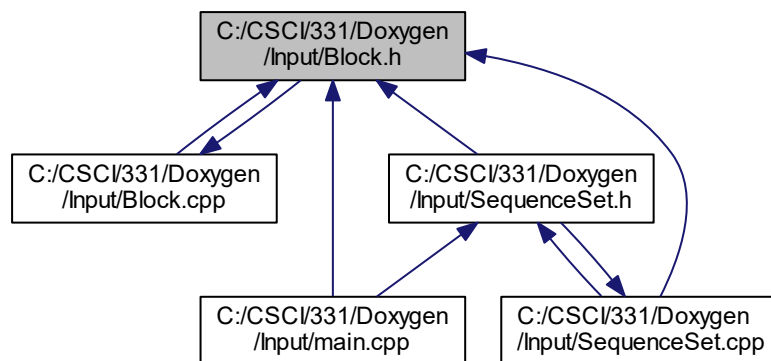 C:/CSCI/331/Doxygen
/Input/Block.h
C:/CSCI/331/Doxygen
/Input/Block.cpp
C:/CSCI/331/Doxygen
/Input/SequenceSet.h
C:/CSCI/331/Doxygen
/Input/main.cpp
C:/CSCI/331/Doxygen
/Input/SequenceSet.cpp